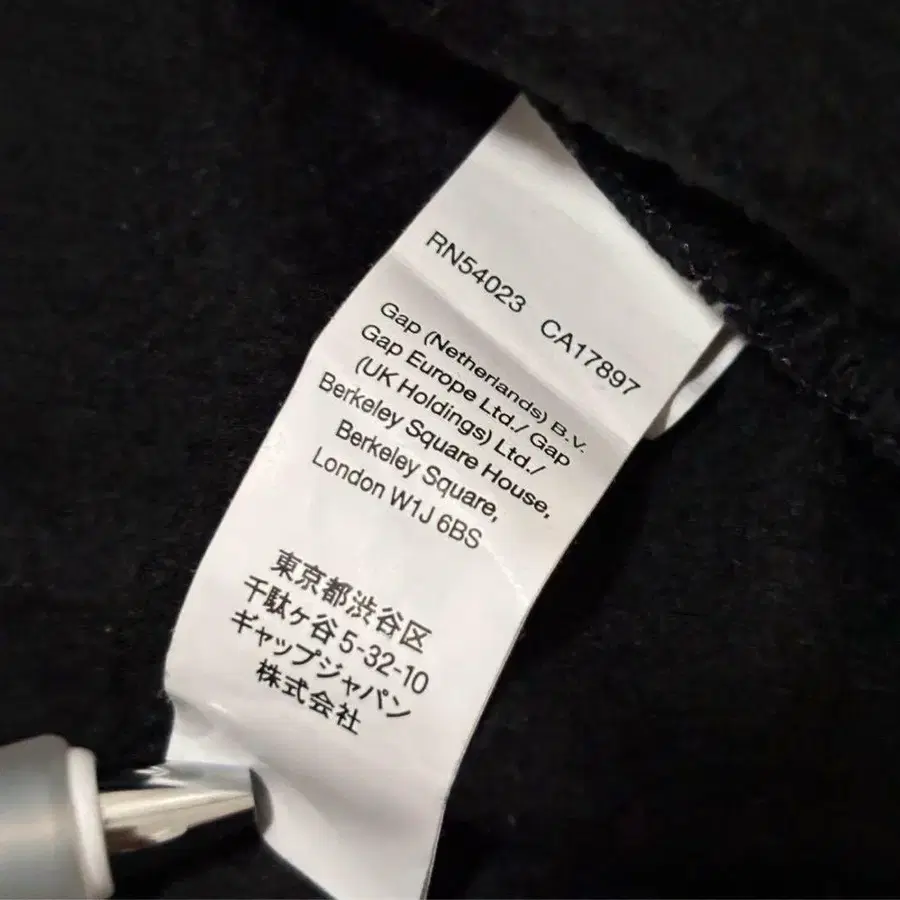 RN54023 CA17897
Gap (Netherlands) B.V.
Gap Europe Ltd./ Gap
(UK Holdings) Ltd./
Berkeley Square House,
Berkeley Square,
London W1J 6BS
東京都渋谷区
千駄ヶ谷5-32-10
ギャップジャパン
株式会社